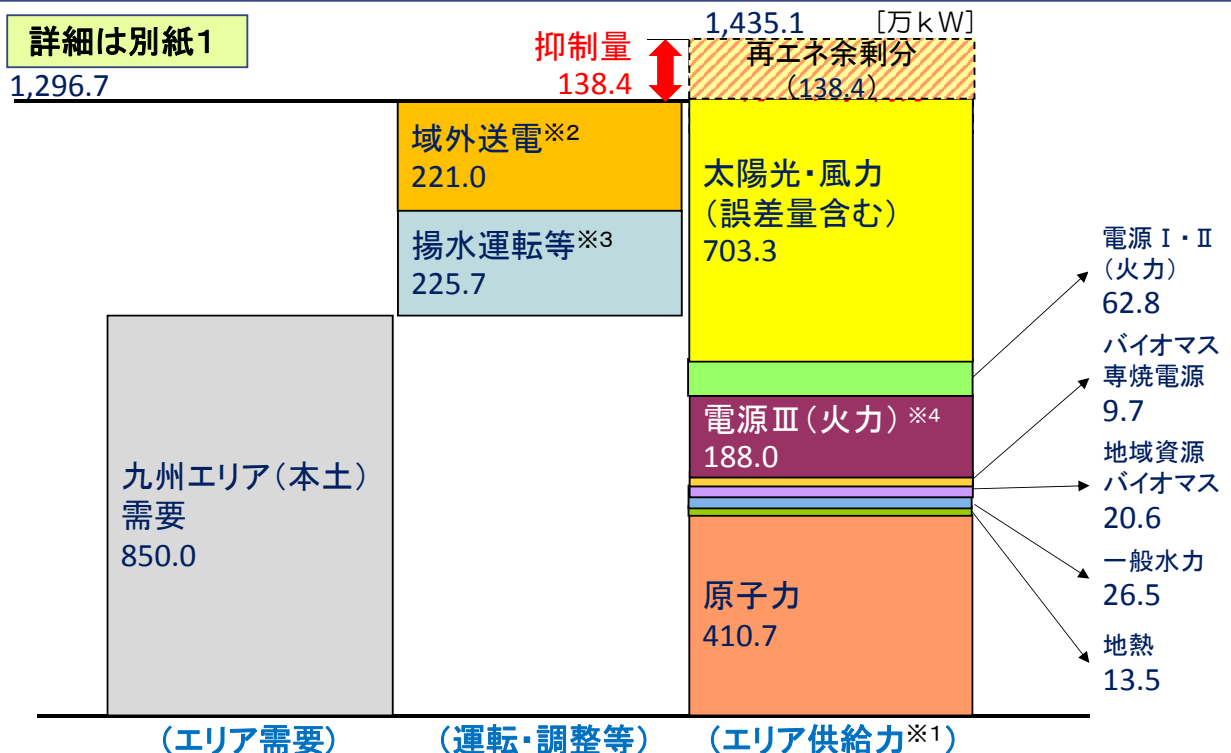 詳細は別紙1
1,296.7
抑制量
138.4
1,435.1 [万kW]
再エネ余剰分
(138.4)
域外送電※2
221.0
揚水運転等※3
225.7
九州エリア(本土)
需要
850.0
太陽光・風力
(誤差量含む)
703.3
電源Ⅲ(火力)※4
188.0
原子力
410.7
電源Ⅰ・Ⅱ
(火力)
62.8
バイオマス
専焼電源
9.7
地域資源
バイオマス
20.6
一般水力
26.5
地熱
13.5
(エリア需要)
(運転・調整等)
(エリア供給力※1)